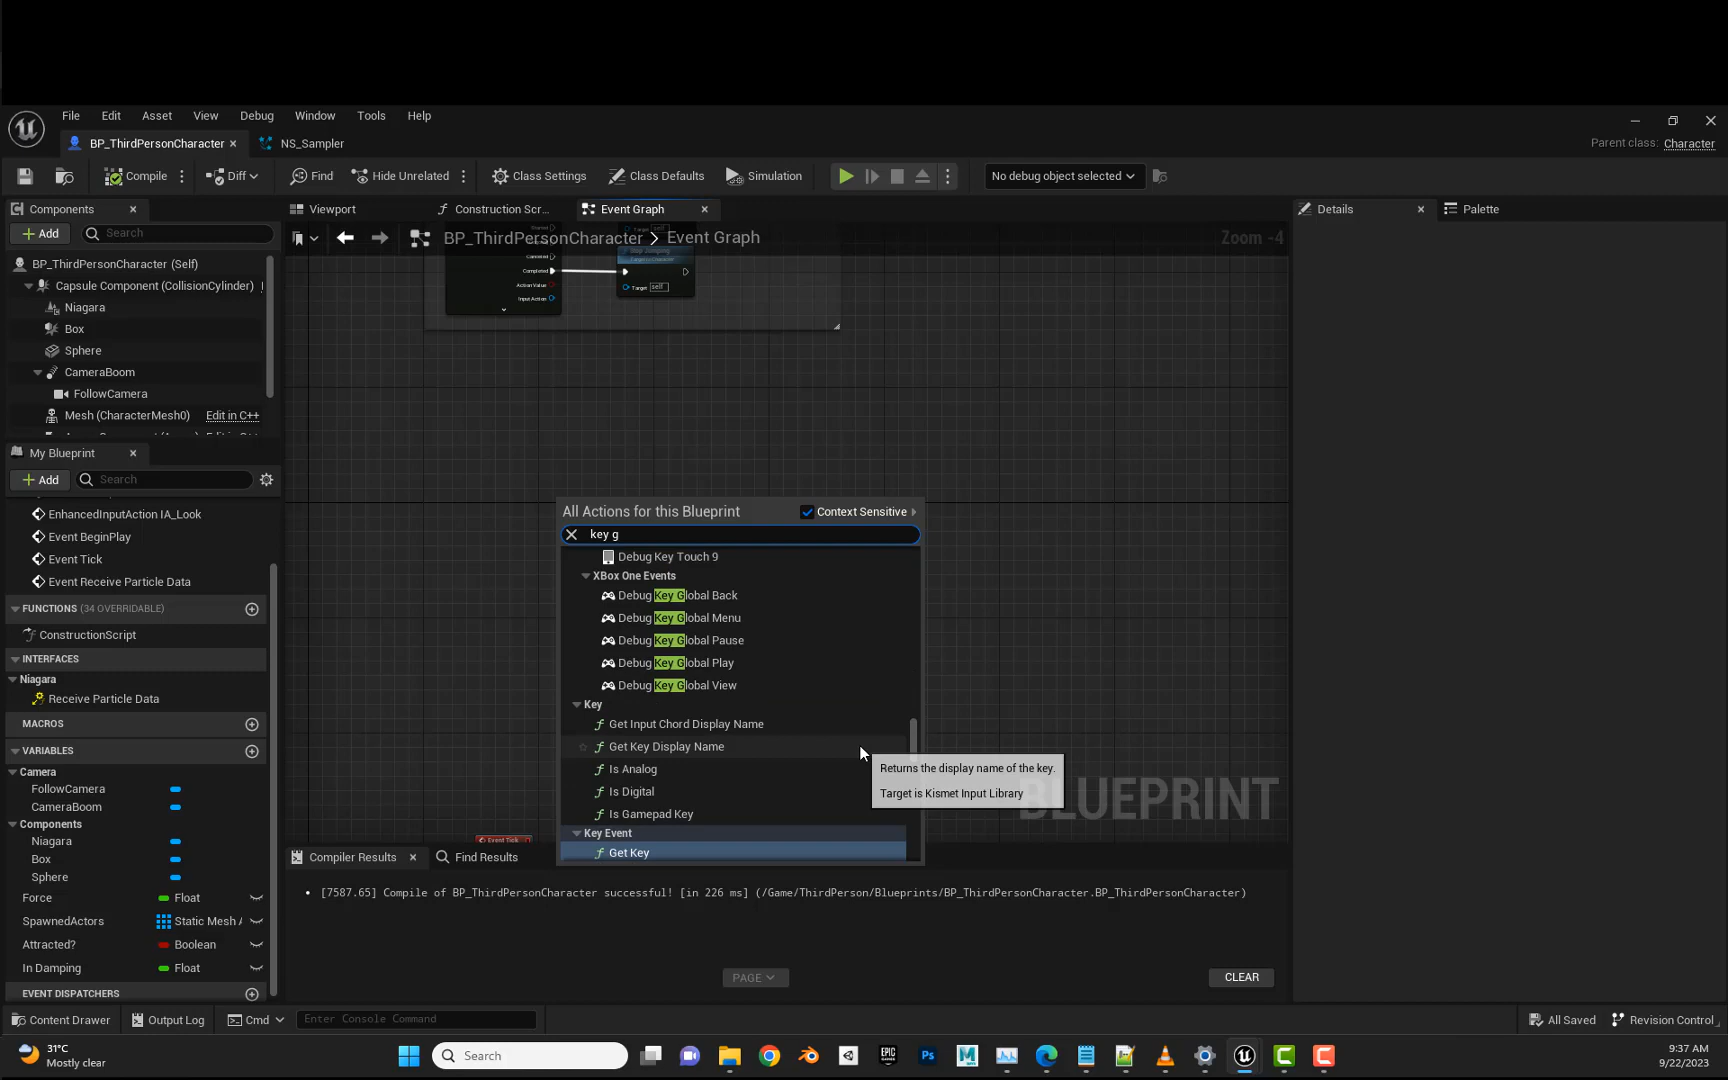 File Edit Asset View Debug Window Tools Help
BP_ThirdPersonCharacter NS_Sampler
Parent class: Character
Compile Diff Find Hide Unrelated Class Settings Class Defaults Simulation No debug object selected
Components
Viewport Construction Scr... Event Graph
Details Palette
Add Search
BP_ThirdPersonCharacter > Event Graph
Zoom -4
BP_ThirdPersonCharacter (Self)
Capsule Component (CollisionCylinder)
Niagara
Box
Sphere
CameraBoom
FollowCamera
Mesh (CharacterMesh0) Edit in C++
Completed
Action Value
Input Action
Target self
My Blueprint
Add Search
EnhancedInputAction IA_Look
Event BeginPlay
Event Tick
Event Receive Particle Data
FUNCTIONS (34 OVERRIDABLE)
ConstructionScript
INTERFACES
Niagara
Receive Particle Data
MACROS
VARIABLES
Camera
FollowCamera
CameraBoom
Components
Niagara
Box
Sphere
Force Float
SpawnedActors Static Mesh A
Attracted? Boolean
In Damping Float
EVENT DISPATCHERS
All Actions for this Blueprint Context Sensitive
key g
Debug Key Touch 9
XBox One Events
Debug Key Global Back
Debug Key Global Menu
Debug Key Global Pause
Debug Key Global Play
Debug Key Global View
Key
Get Input Chord Display Name
Get Key Display Name
Is Analog
Is Digital
Is Gamepad Key
Key Event
Get Key
Returns the display name of the key.
Target is Kismet Input Library
BLUEPRINT
Event Tick
Compiler Results Find Results
[7587.65] Compile of BP_ThirdPersonCharacter successful! [in 226 ms] (/Game/ThirdPerson/Blueprints/BP_ThirdPersonCharacter.BP_ThirdPersonCharacter)
PAGE
CLEAR
Content Drawer Output Log Cmd Enter Console Command
All Saved Revision Control
31°C
Mostly clear
Search
9:37 AM
9/22/2023